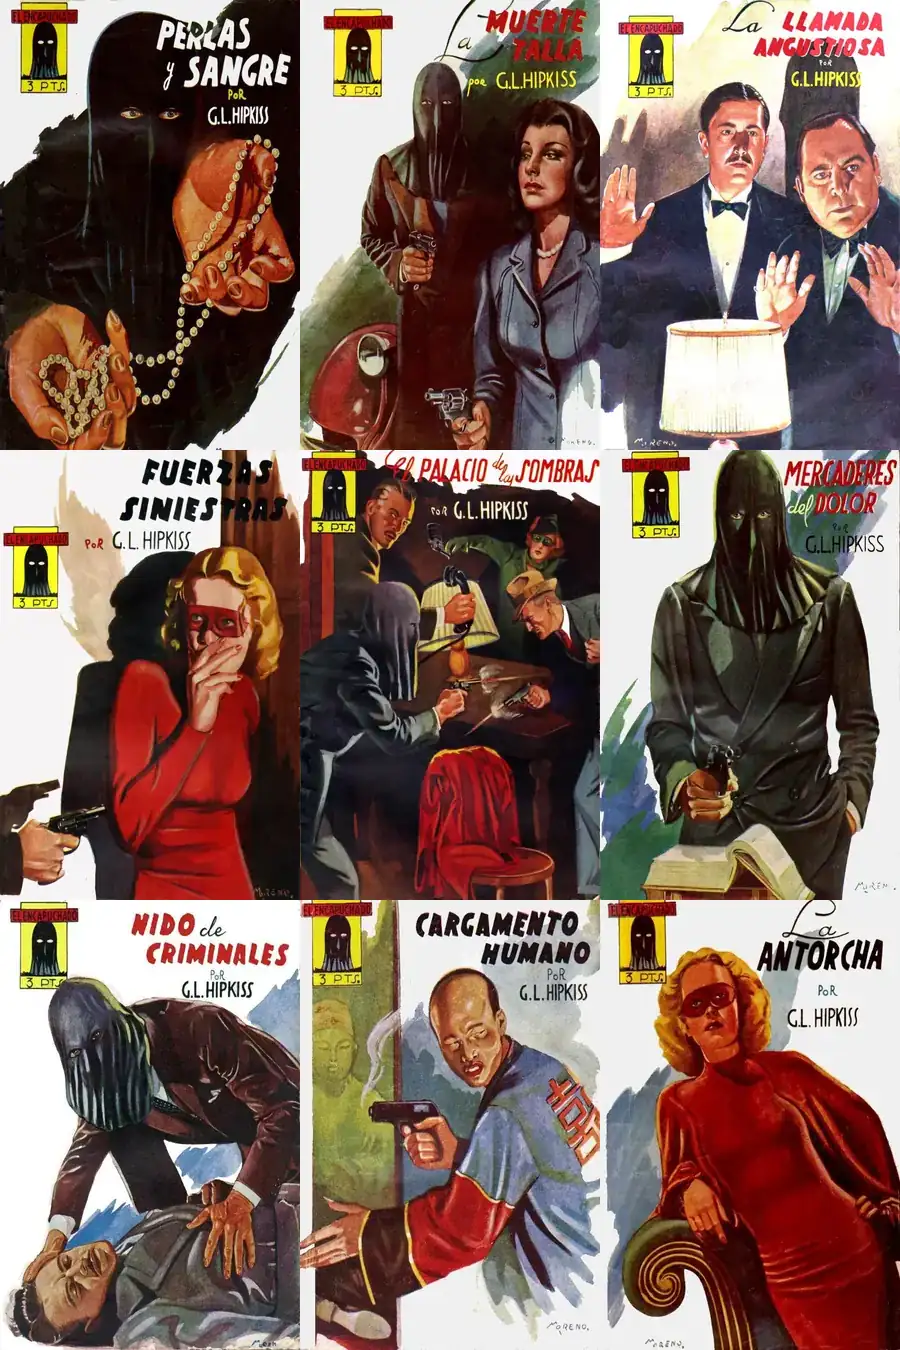 EL ENCAPUCHADO
3 PTS.
PERLAS
y SANGRE
POR
G.L.HIPKISS
EL ENCAPUCHADO
3 PTS.
La MUERTE
TALLA
por G.L.HIPKISS
MORENO.
EL ENCAPUCHADO
3 PTS.
La LLAMADA
ANGUSTIOSA
POR
G.L.HIPKISS
MORENO.
FUERZAS
SINIESTRAS
POR G.L.HIPKISS
EL ENCAPUCHADO
3 PTS
MORENO.
EL ENCAPUCHADO
3 PTS.
El PALACIO de las SOMBRAS
POR G.L.HIPKISS
EL ENCAPUCHADO
3 PTS.
MERCADERES
del DOLOR
POR
G.L.HIPKISS
EL ENCAPUCHADO
3 PTS.
NIDO de
CRIMINALES
POR
G.L.HIPKISS
EL ENCAPUCHADO
3 PTS.
CARGAMENTO
HUMANO
POR
G.L.HIPKISS
MORENO.
EL ENCAPUCHADO
3 PTS.
La
ANTORCHA
POR
G.L.HIPKISS
MORENO.